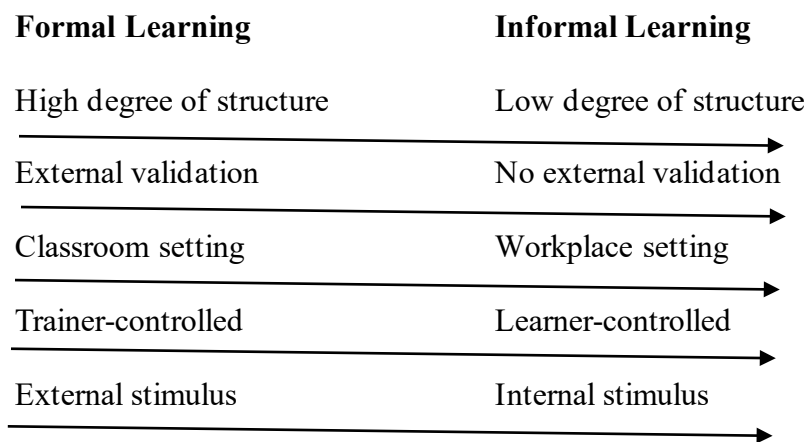 Formal Learning Informal Learning
High degree of structure Low degree of structure
External validation No external validation
Classroom setting Workplace setting
Trainer-controlled Learner-controlled
External stimulus Internal stimulus